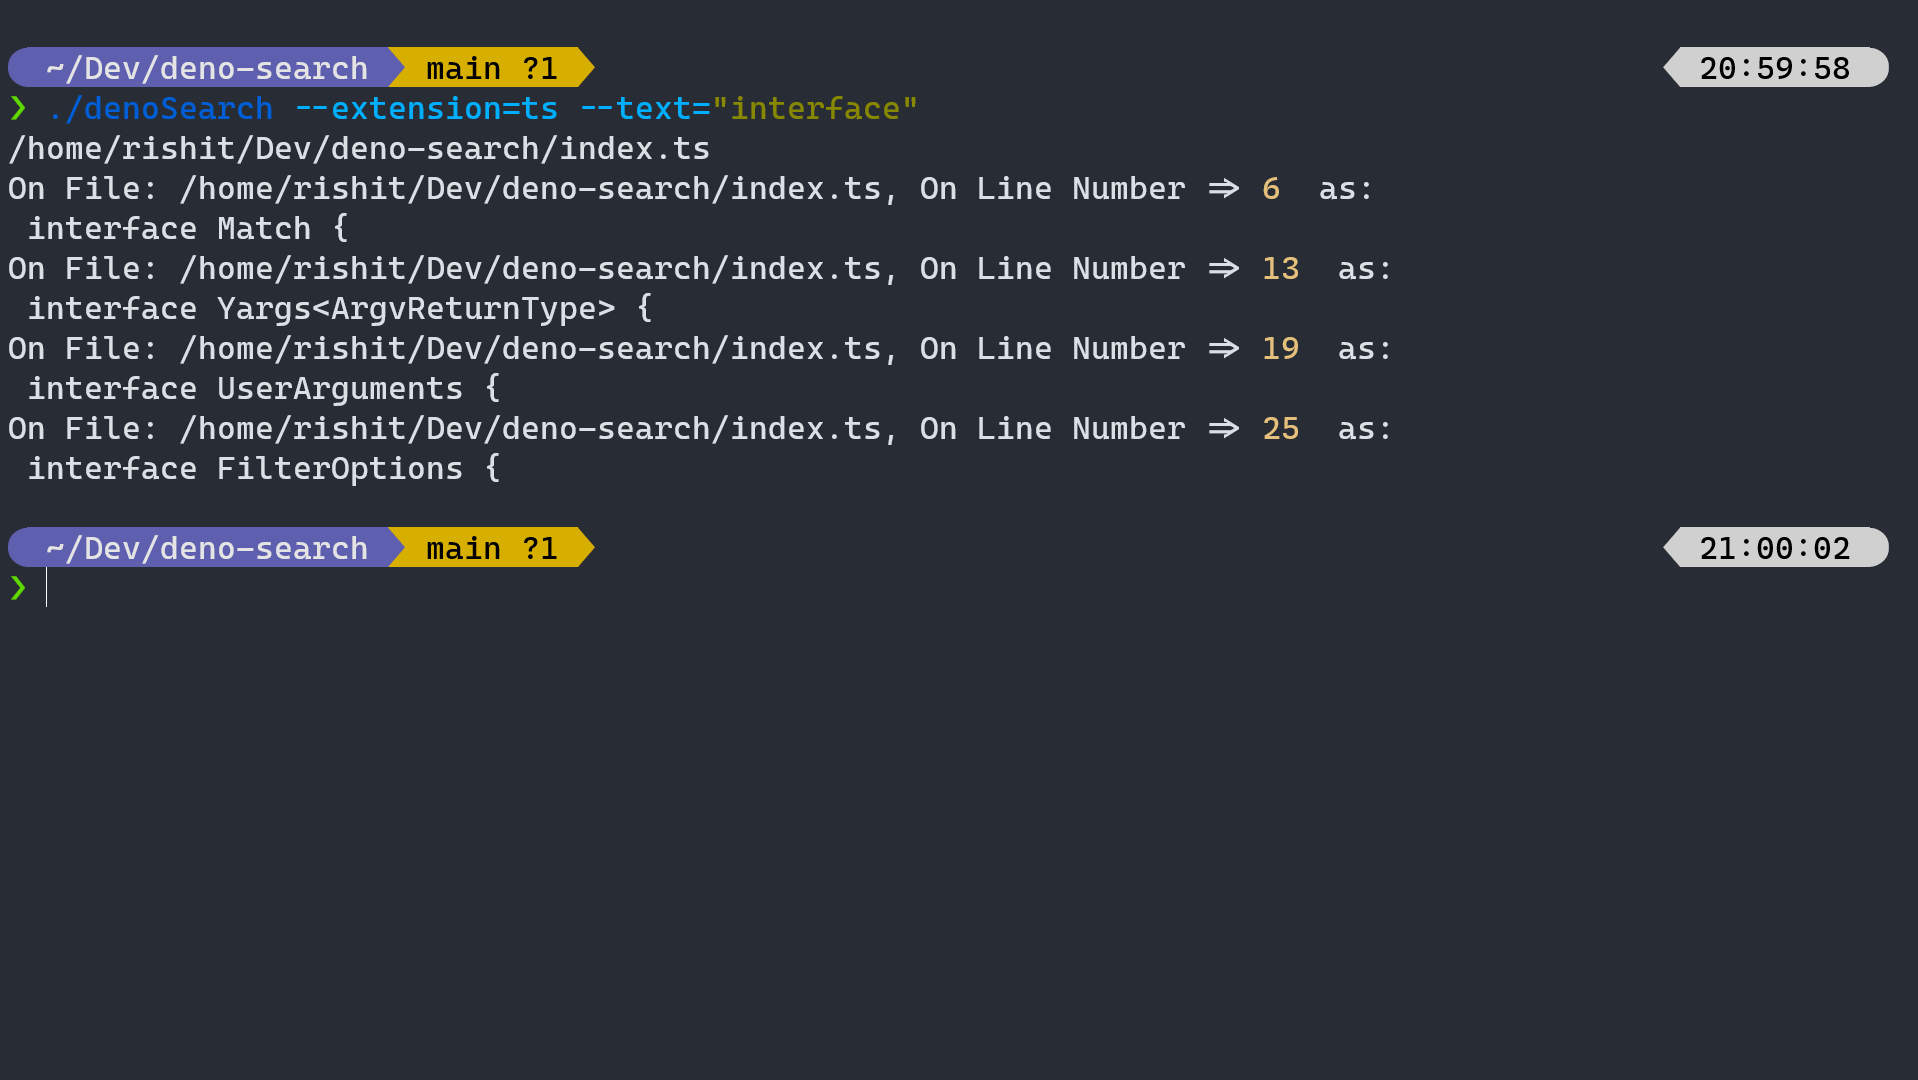 ~/Dev/deno-search main ?1 20:59:58
❯ ./denoSearch --extension=ts --text="interface"
/home/rishit/Dev/deno-search/index.ts
On File: /home/rishit/Dev/deno-search/index.ts, On Line Number => 6  as:
 interface Match {
On File: /home/rishit/Dev/deno-search/index.ts, On Line Number => 13  as:
 interface Yargs<ArgvReturnType> {
On File: /home/rishit/Dev/deno-search/index.ts, On Line Number => 19  as:
 interface UserArguments {
On File: /home/rishit/Dev/deno-search/index.ts, On Line Number => 25  as:
 interface FilterOptions {
~/Dev/deno-search main ?1 21:00:02
❯